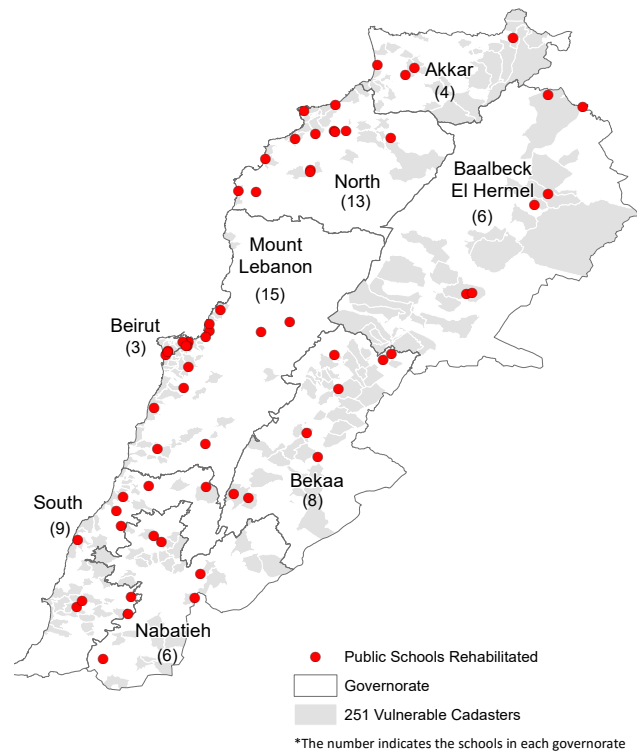 Akkar
(4)
Baalbeck
El Hermel
(6)
North
(13)
Mount
Lebanon
(15)
Beirut
(3)
Bekaa
(8)
South
(9)
Nabatieh
(6)
Public Schools Rehabilitated
Governorate
251 Vulnerable Cadasters
*The number indicates the schools in each governorate